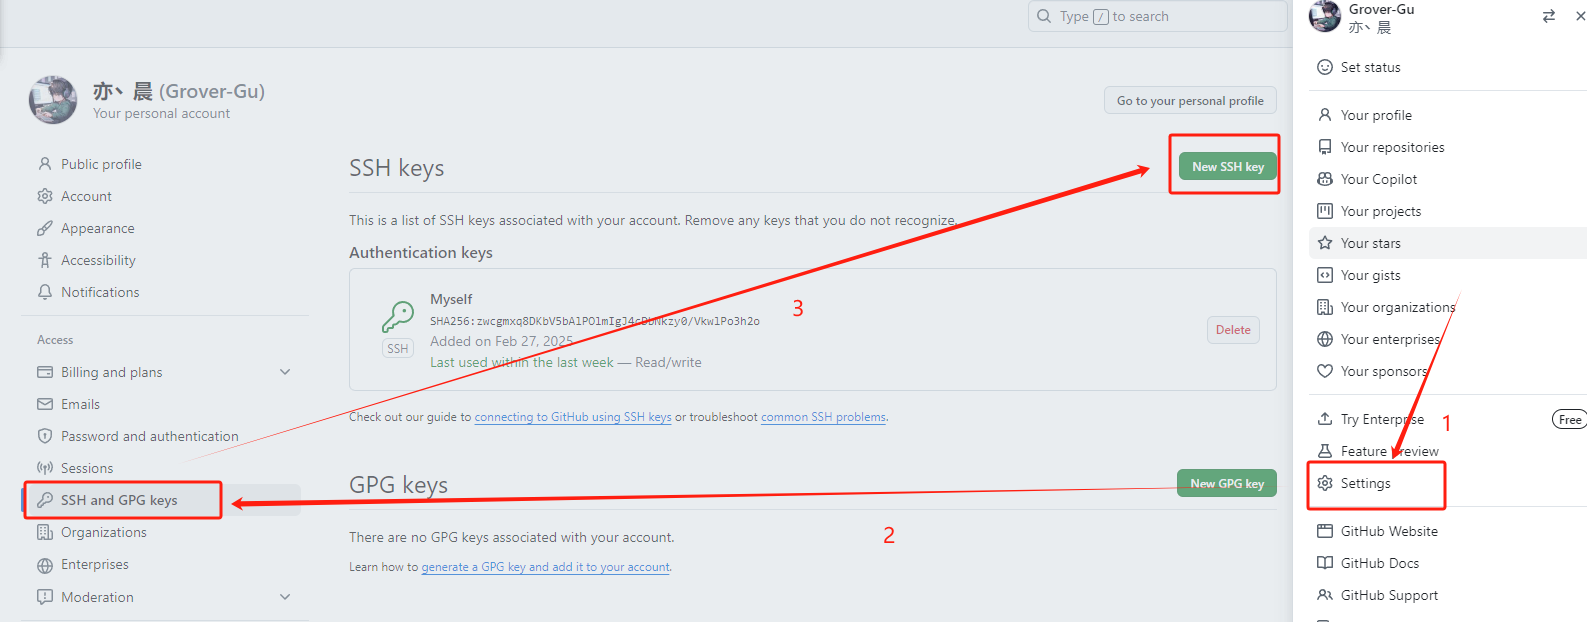 Type / to search
亦丶晨 (Grover-Gu)
Your personal account
Go to your personal profile
Public profile
Account
Appearance
Accessibility
Notifications
Access
Billing and plans
Emails
Password and authentication
Sessions
SSH and GPG keys
Organizations
Enterprises
Moderation
SSH keys
New SSH key
This is a list of SSH keys associated with your account. Remove any keys that you do not recognize.
Authentication keys
Myself
SHA256:zwcgmxq8DKbV5bAlPOlmIgJ4cDbNkzy0/VkwlPo3h2o
Added on Feb 27, 2025
Last used within the last week — Read/write
SSH
Delete
3
Check out our guide to connecting to GitHub using SSH keys or troubleshoot common SSH problems.
GPG keys
New GPG key
2
There are no GPG keys associated with your account.
Learn how to generate a GPG key and add it to your account.
Grover-Gu
亦丶晨
Set status
Your profile
Your repositories
Your Copilot
Your projects
Your stars
Your gists
Your organizations
Your enterprises
Your sponsors
Try Enterprise
Free
1
Feature Preview
Settings
GitHub Website
GitHub Docs
GitHub Support